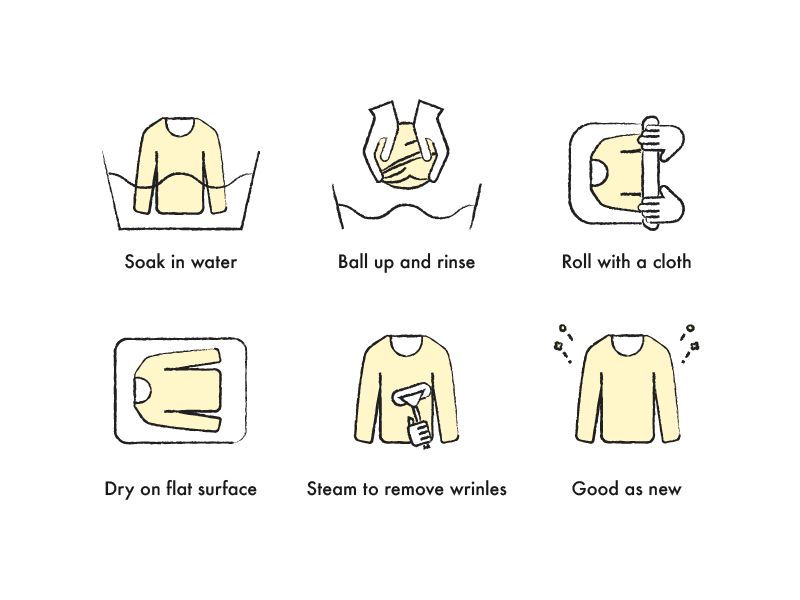 Soak in water
Ball up and rinse
Roll with a cloth
Dry on flat surface
Steam to remove wrinles
Good as new